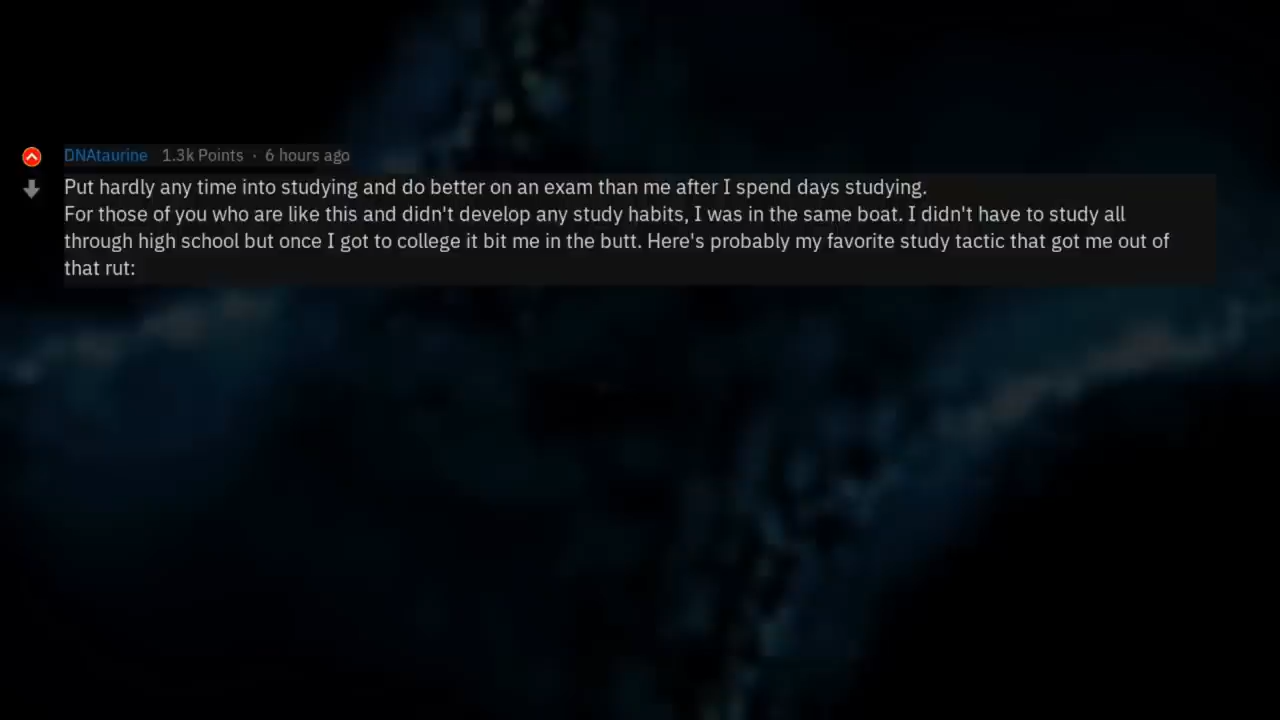 DNAtaurine 1.3k Points · 6 hours ago
Put hardly any time into studying and do better on an exam than me after I spend days studying.
For those of you who are like this and didn't develop any study habits, I was in the same boat. I didn't have to study all
through high school but once I got to college it bit me in the butt. Here's probably my favorite study tactic that got me out of
that rut: